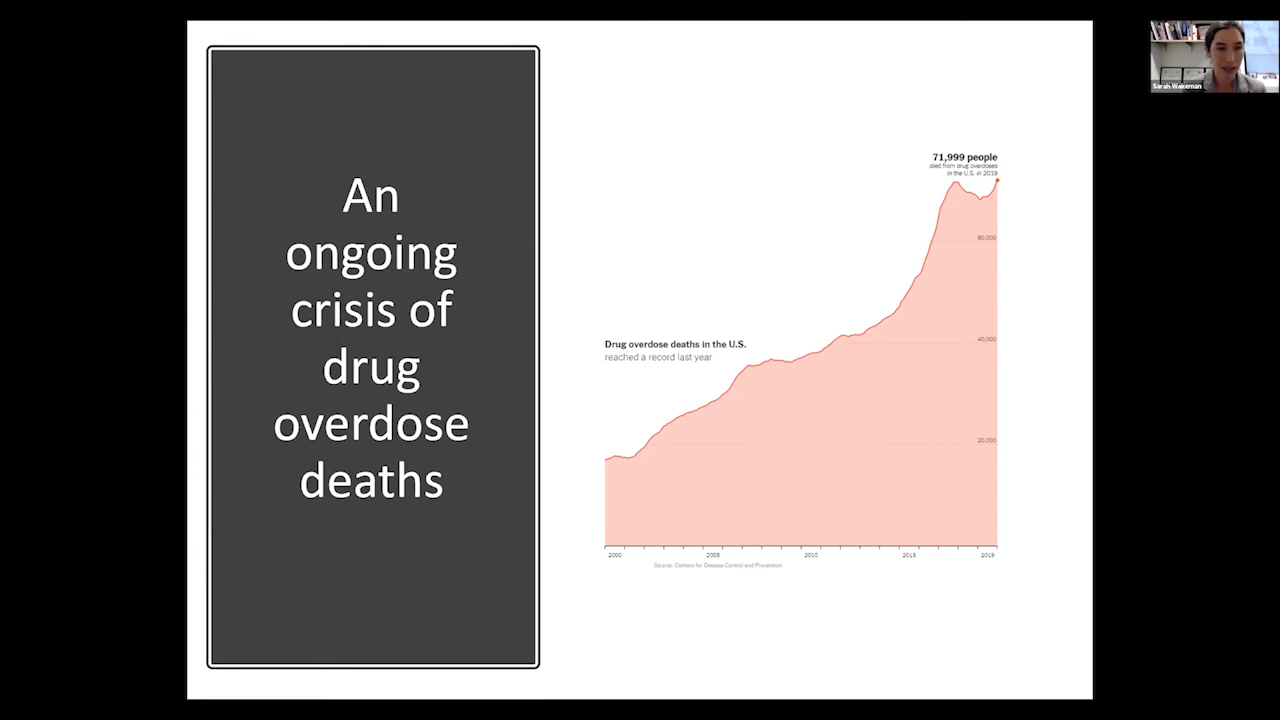 An
ongoing
crisis of
drug
overdose
deaths
71,999 people
died from drug overdoses
in the U.S. in 2019
60,000
Drug overdose deaths in the U.S.
reached a record last year
40,000
20,000
2000 2005 2010 2015 2019
Source: Centers for Disease Control and Prevention
Sarah Wakeman